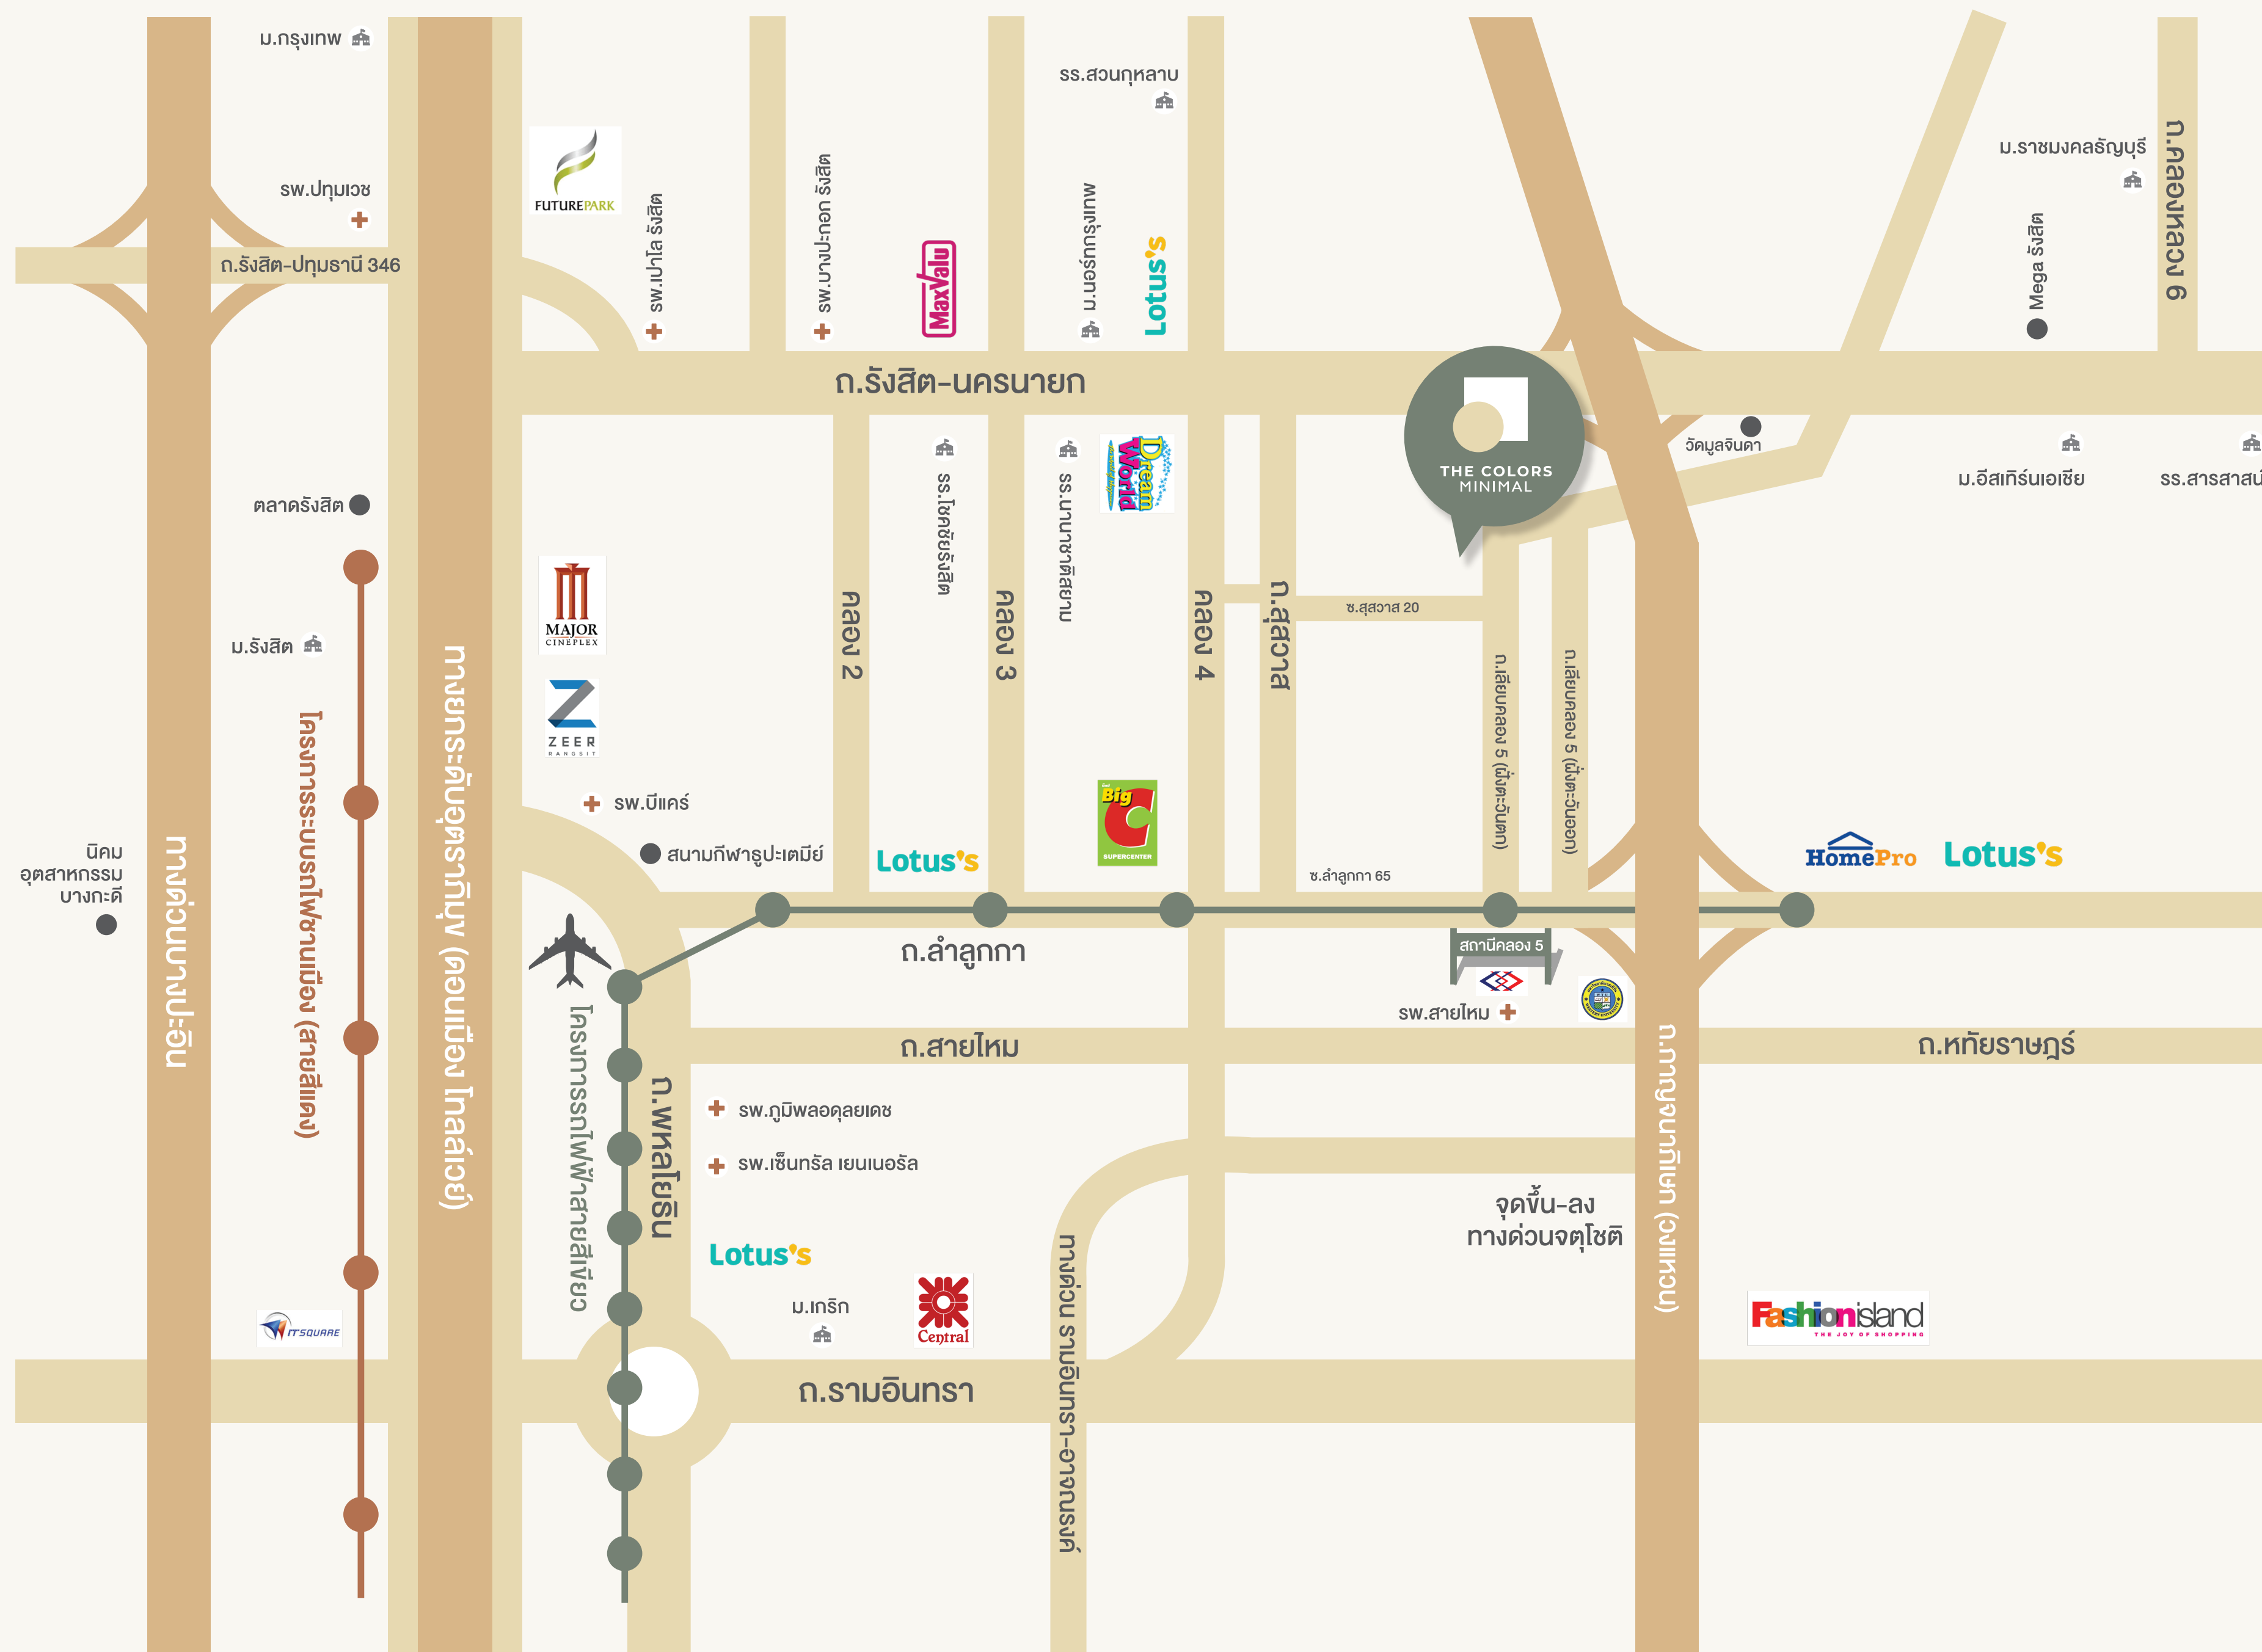 ม.กรุงเทพ
รร.สวนกุหลาบ
ม.ราชมงคลธัญบุรี
ถ.คลองหลวง 6
รพ.ปทุมเวช
FUTUREPARK
รพ.เปาโล รังสิต
รพ.บางปะกอก รังสิต
MaxValu
ม.นอร์ทกรุงเทพ
Lotus's
Mega รังสิต
ถ.รังสิต-ปทุมธานี 346
ถ.รังสิต-นครนายก
THE COLORS
MINIMAL
วัดมูลจินดา
ม.อีสเทิร์นเอเชีย
รร.สารสาสน์
ตลาดรังสิต
รร.โชคชัยรังสิต
รร.นานาชาติสยาม
Dream
World
MAJOR
CINEPLEX
คลอง 2
คลอง 3
คลอง 4
ถ.สุสวาส
ซ.สุสวาส 20
ม.รังสิต
ZEER
RANGSIT
ถ.เลียบคลอง 5 (ฝั่งตะวันตก)
ถ.เลียบคลอง 5 (ฝั่งตะวันออก)
โครงการระบบรถไฟชานเมือง (สายสีแดง)
ทางยกระดับอุตราภิมุข (ดอนเมือง โทลล์เวย์)
ทางด่วนบางปะอิน
นิคม
อุตสาหกรรม
บางกะดี
รพ.บีแคร์
สนามกีฬาธูปะเตมีย์
Lotus's
Big
C
SUPERCENTER
ซ.ลำลูกกา 65
HomePro
Lotus's
ถ.ลำลูกกา
สถานีคลอง 5
รพ.สายไหม
ถ.สายไหม
ถ.หทัยราษฎร์
โครงการรถไฟฟ้าสายสีเขียว
ถ.พหลโยธิน
รพ.ภูมิพลอดุลยเดช
รพ.เซ็นทรัล เยนเนอรัล
ถ.กาญจนาภิเษก (วงแหวน)
จุดขึ้น-ลง
ทางด่วนจตุโชติ
Lotus's
ม.เกริก
Central
ทางด่วน รามอินทรา-อาจณรงค์
IT SQUARE
Fashionisland
THE JOY OF SHOPPING
ถ.รามอินทรา